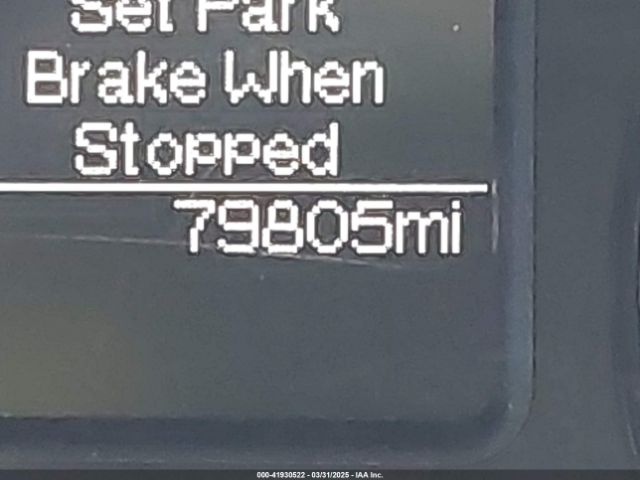 Set Park
Brake When
Stopped
79805mi
000-41930522 - 03/31/2025 - IAA Inc.